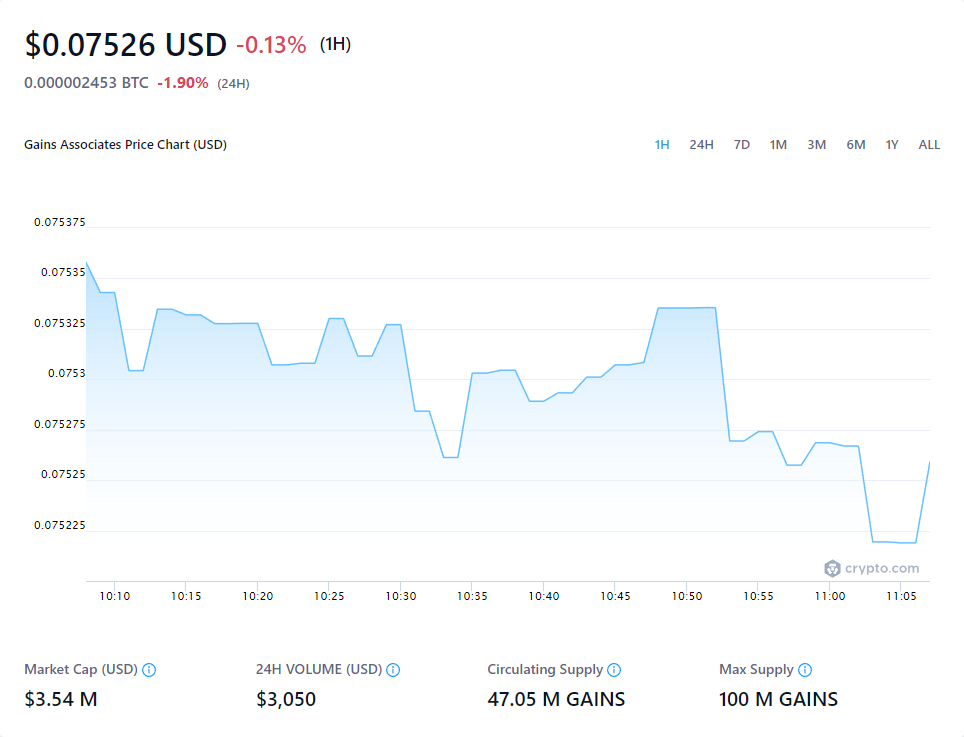 $0.07526 USD -0.13% (1H)
0.000002453 BTC -1.90% (24H)
Gains Associates Price Chart (USD)
1H 24H 7D 1M 3M 6M 1Y ALL
0.075375
0.07535
0.075325
0.0753
0.075275
0.07525
0.075225
crypto.com
10:10 10:15 10:20 10:25 10:30 10:35 10:40 10:45 10:50 10:55 11:00 11:05
Market Cap (USD) 24H VOLUME (USD) Circulating Supply Max Supply
$3.54 M $3,050 47.05 M GAINS 100 M GAINS